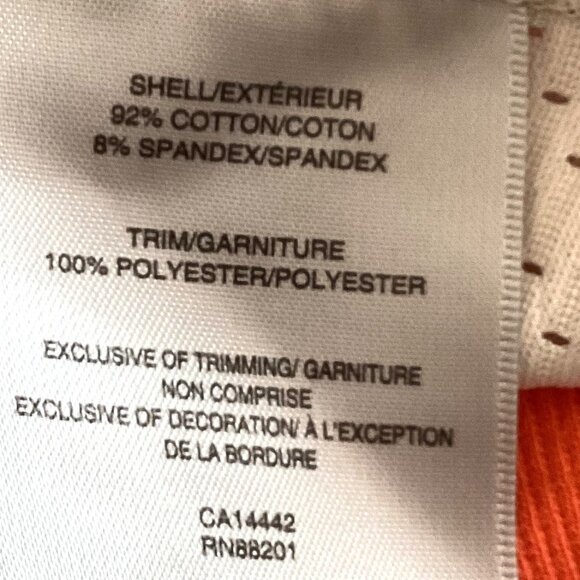 SHELL/EXTÉRIEUR
92% COTTON/COTON
8% SPANDEX/SPANDEX
TRIM/GARNITURE
100% POLYESTER/POLYESTER
EXCLUSIVE OF TRIMMING/ GARNITURE
NON COMPRISE
EXCLUSIVE OF DECORATION/ À L'EXCEPTION
DE LA BORDURE
CA14442
RN88201